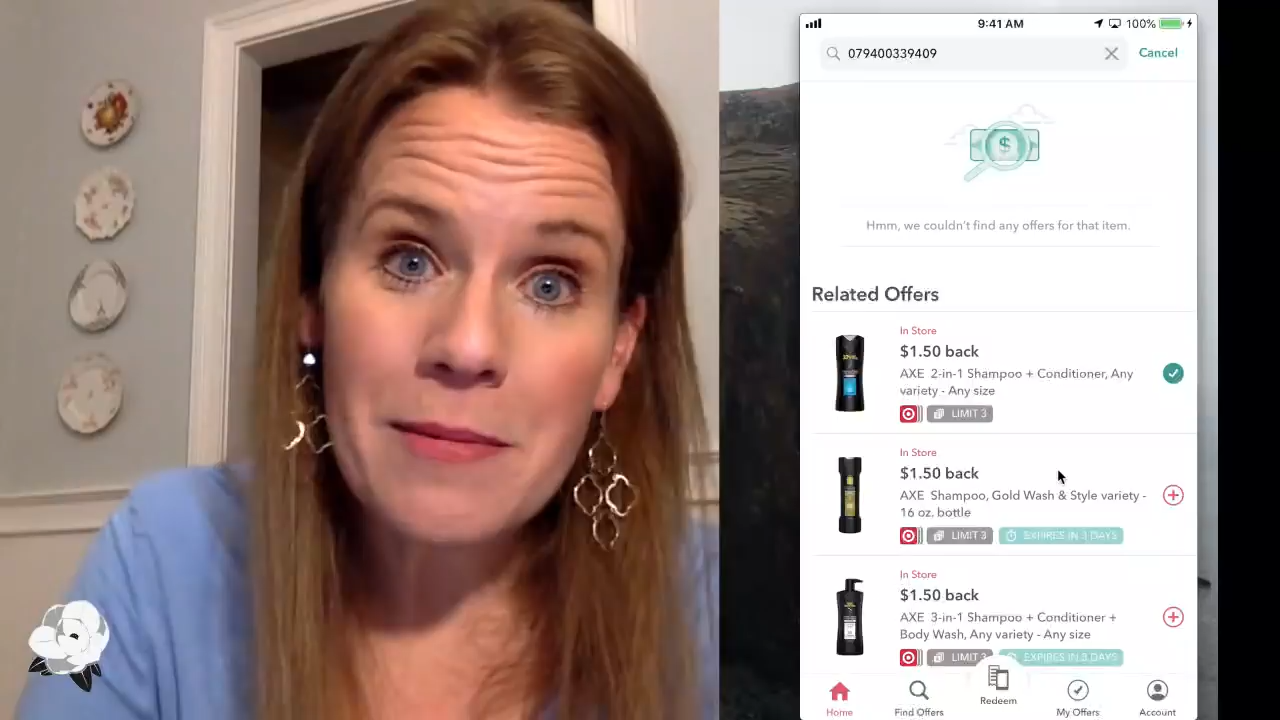 9:41 AM
100%
079400339409
Cancel
$
Hmm, we couldn't find any offers for that item.
Related Offers
In Store
$1.50 back
AXE 2-in-1 Shampoo + Conditioner, Any
variety - Any size
LIMIT 3
In Store
$1.50 back
AXE Shampoo, Gold Wash & Style variety -
16 oz. bottle
LIMIT 3
EXPIRES IN 3 DAYS
In Store
$1.50 back
AXE 3-in-1 Shampoo + Conditioner +
Body Wash, Any variety - Any size
LIMIT 3
EXPIRES IN 3 DAYS
Home
Find Offers
Redeem
My Offers
Account